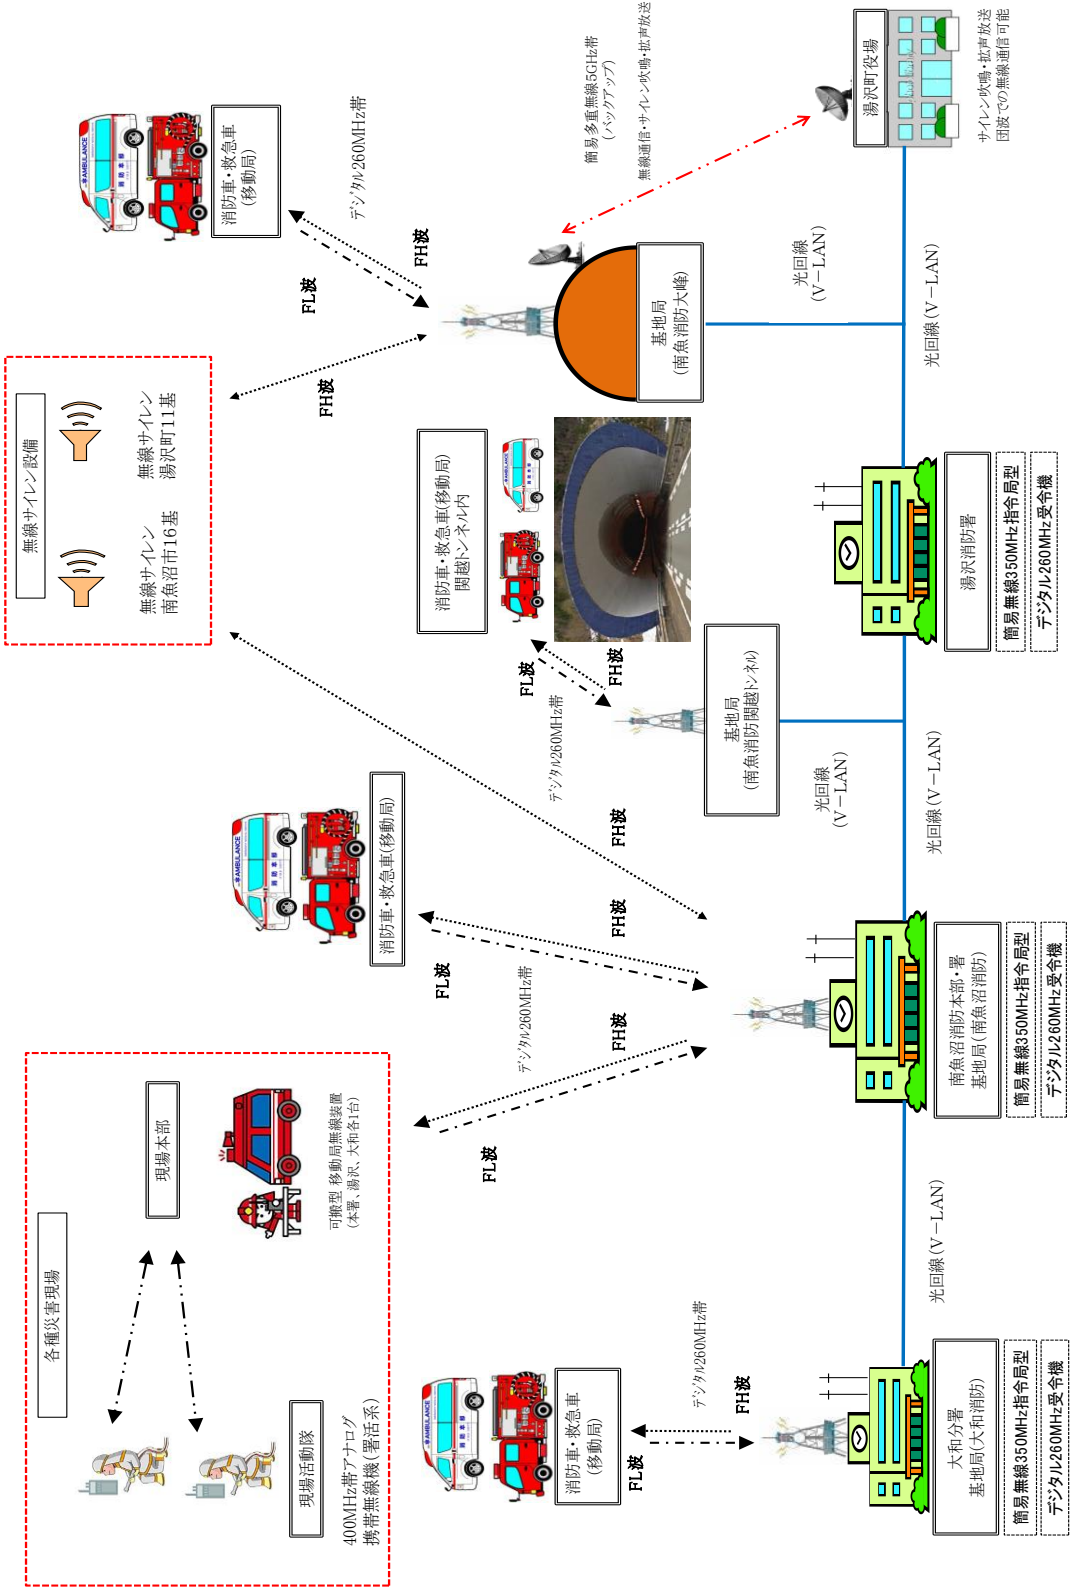 各種災害現場
現場本部
可搬型 移動局無線装置
(本署、湯沢、大和各1台)
現場活動隊
400MHz帯アナログ
携帯無線機(署活系)
無線サイレン設備
無線サイレン
南魚沼市16基
無線サイレン
湯沢町11基
AMBULANCE
消防本部
消防車・救急車
(移動局)
デジタル260MHz帯
FL波
FH波
AMBULANCE
消防本部
消防車・救急車(移動局)
デジタル260MHz帯
FL波
FH波
FL波
FH波
FH波
消防車・救急車(移動局)
関越トンネル内
デジタル260MHz帯
FL波
FH波
AMBULANCE
消防本部
消防車・救急車
(移動局)
デジタル260MHz帯
FL波
FH波
FH波
簡易多重無線5GHz帯
(バックアップ)
無線通信・サイレン吹鳴・拡声放送
大和分署
基地局(大和消防)
簡易無線350MHz指令局型
デジタル260MHz受令機
光回線(V-LAN)
南魚沼消防本部・署
基地局(南魚沼消防)
簡易無線350MHz指令局型
デジタル260MHz受令機
光回線(V-LAN)
基地局
(南魚消防関越トンネル)
光回線
(V-LAN)
湯沢消防署
簡易無線350MHz指令局型
デジタル260MHz受令機
光回線(V-LAN)
基地局
(南魚消防大峰)
光回線
(V-LAN)
湯沢町役場
サイレン吹鳴・拡声放送
団波での無線通信可能